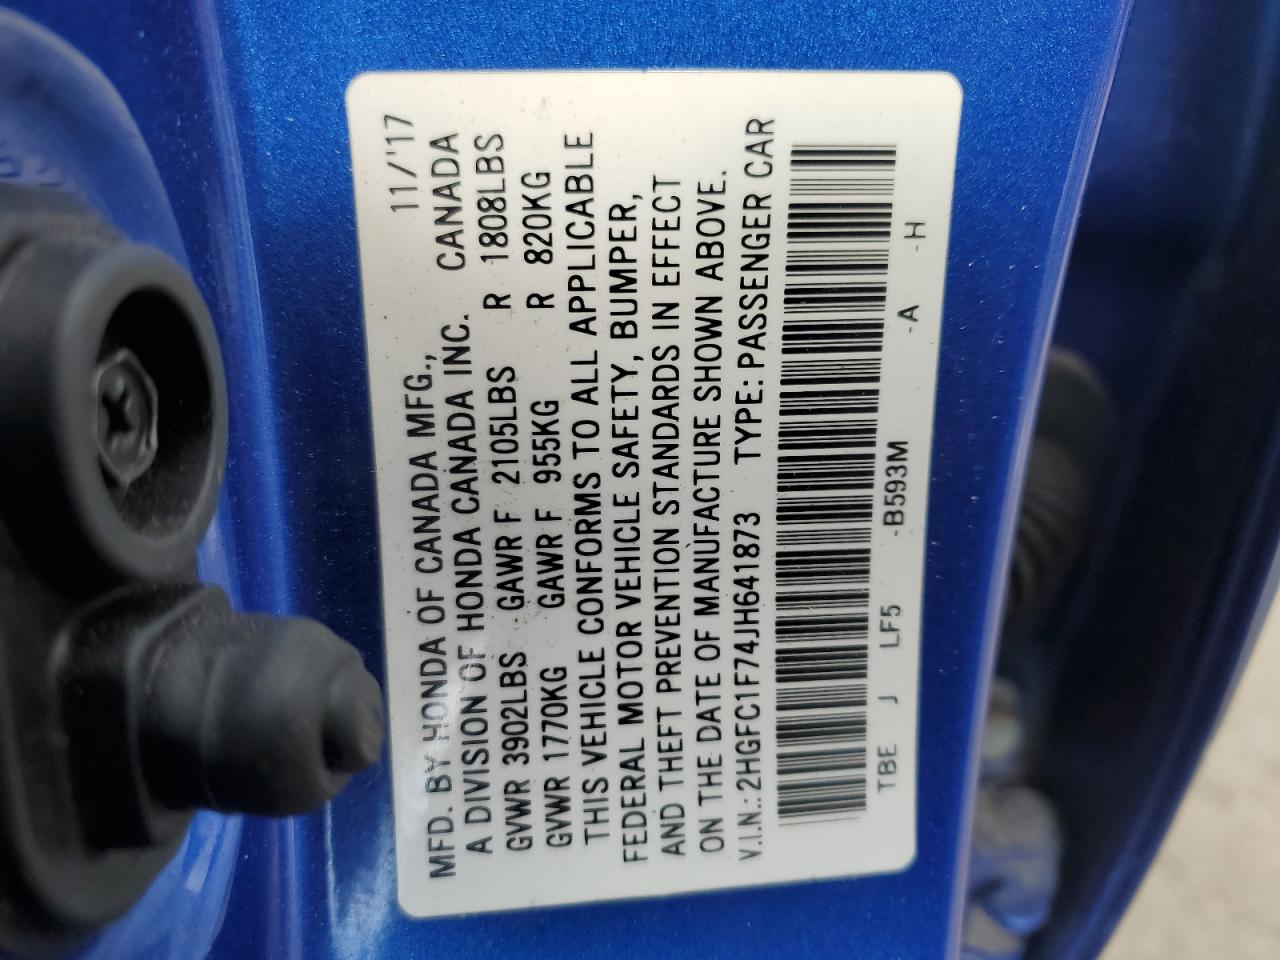 11/'17
MFD. BY HONDA OF CANADA MFG., CANADA
A DIVISION OF HONDA CANADA INC.
GVWR 3902LBS GAWR F 2105LBS R 1808LBS
GVWR 1770KG GAWR F 955KG R 820KG
THIS VEHICLE CONFORMS TO ALL APPLICABLE
FEDERAL MOTOR VEHICLE SAFETY, BUMPER,
AND THEFT PREVENTION STANDARDS IN EFFECT
ON THE DATE OF MANUFACTURE SHOWN ABOVE.
V.I.N.: 2HGFC1F74JH641873 TYPE: PASSENGER CAR
TBE J LF5 -B593M -A -H